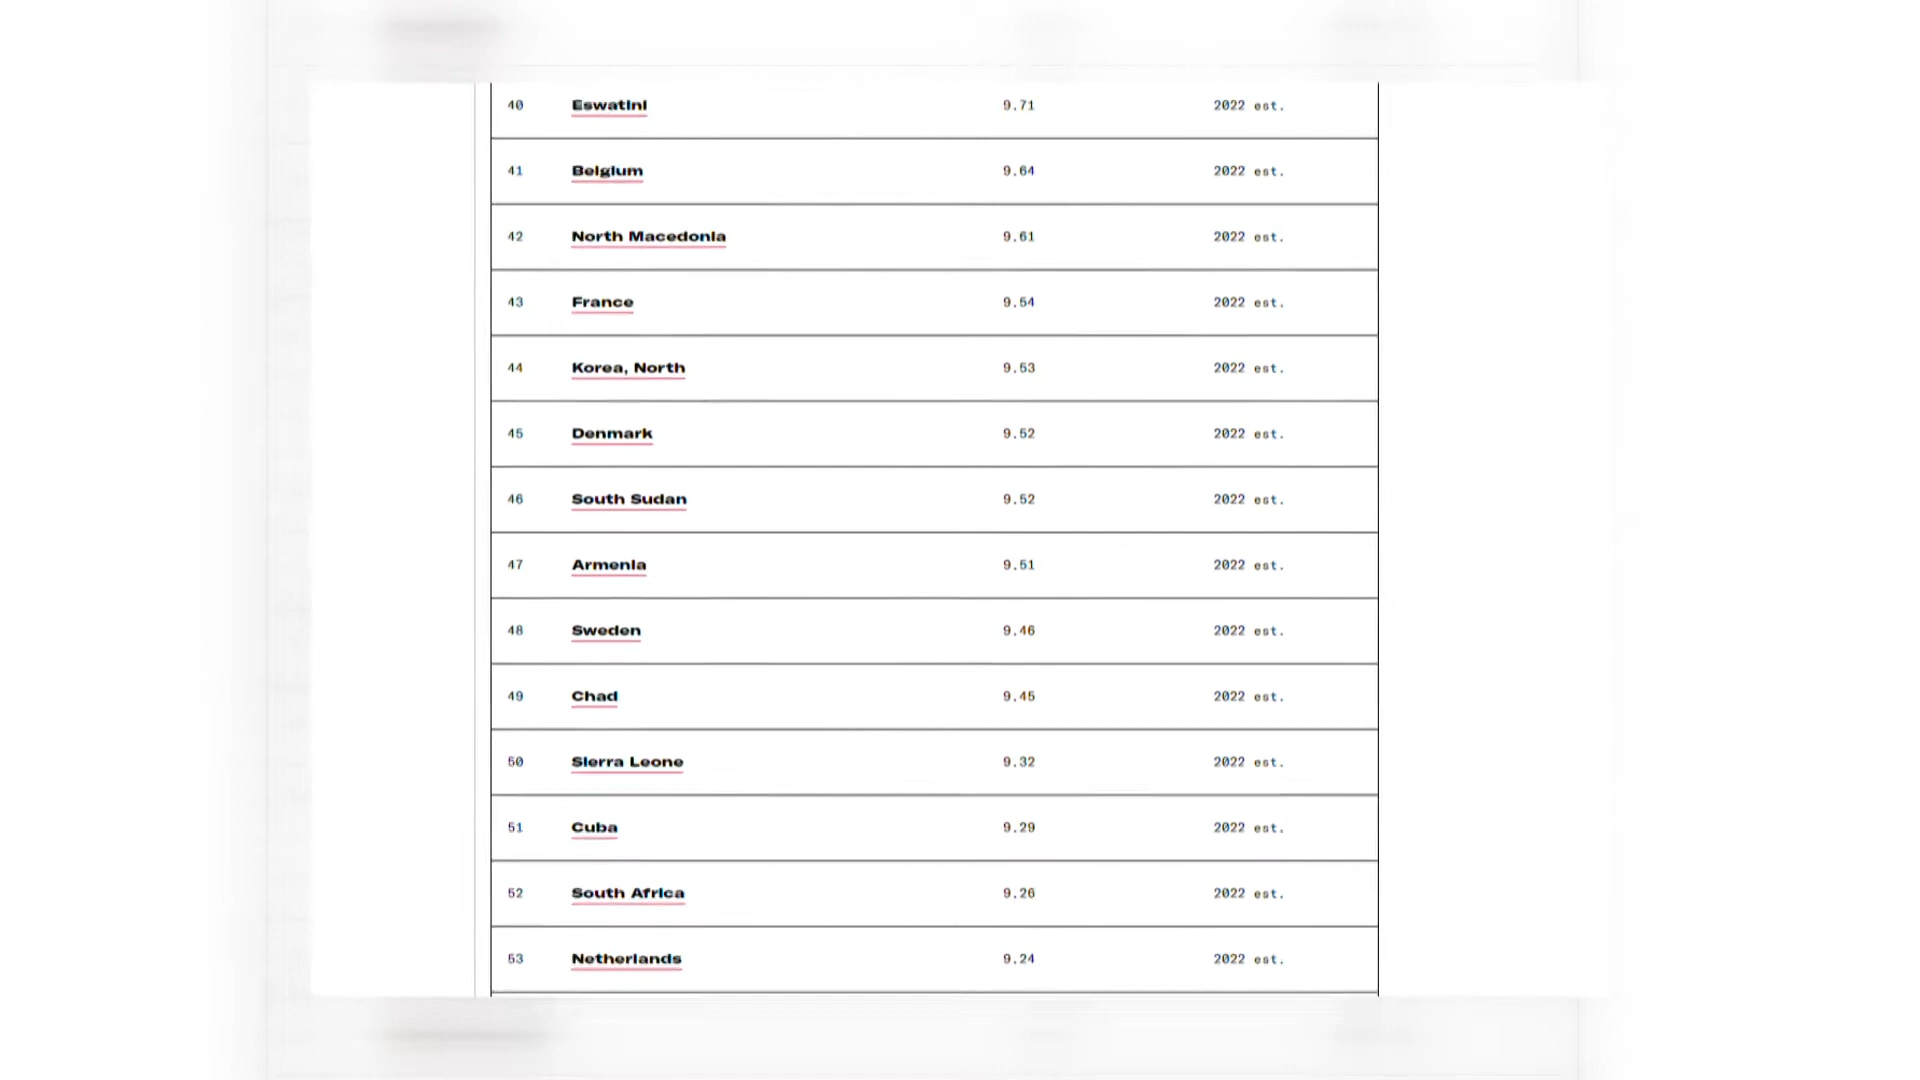 40 Eswatini 9.71 2022 est.
41 Belgium 9.64 2022 est.
42 North Macedonia 9.61 2022 est.
43 France 9.54 2022 est.
44 Korea, North 9.53 2022 est.
45 Denmark 9.52 2022 est.
46 South Sudan 9.52 2022 est.
47 Armenia 9.51 2022 est.
48 Sweden 9.46 2022 est.
49 Chad 9.45 2022 est.
50 Sierra Leone 9.32 2022 est.
51 Cuba 9.29 2022 est.
52 South Africa 9.26 2022 est.
53 Netherlands 9.24 2022 est.